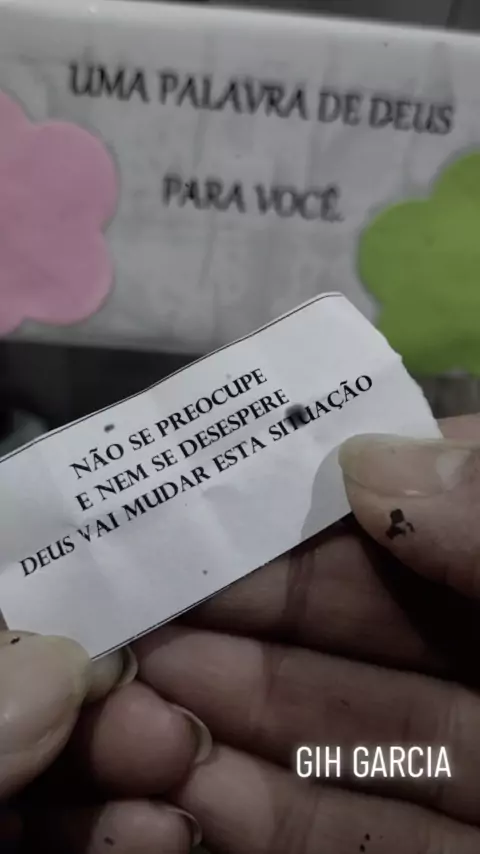 UMA PALAVRA DE DEUS
PARA VOCÊ.
NÃO SE PREOCUPE
E NEM SE DESESPERE
DEUS VAI MUDAR ESTA SITUAÇÃO
GIH GARCIA